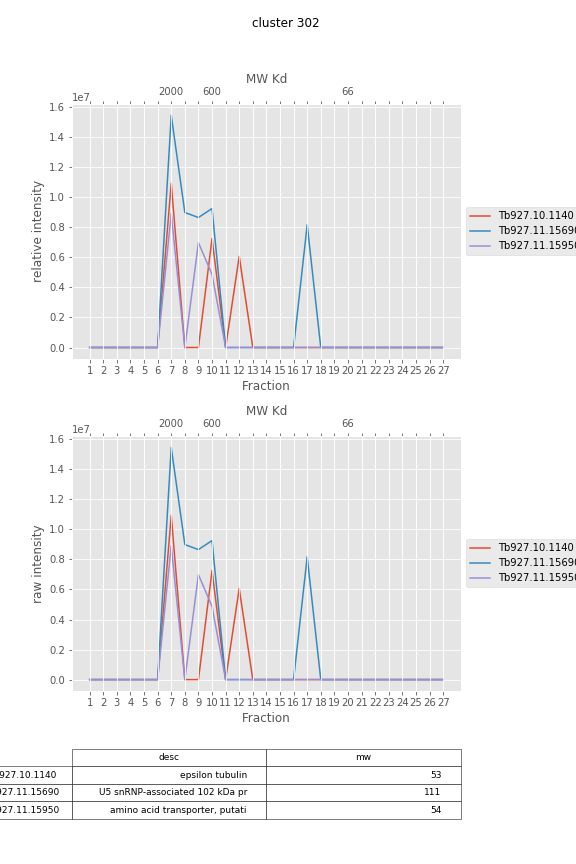 cluster 302
MW Kd
2000 600 66
1e7
1.6
1.4
1.2
1.0
0.8
0.6
0.4
0.2
0.0
relative intensity
1 2 3 4 5 6 7 8 9 10 11 12 13 14 15 16 17 18 19 20 21 22 23 24 25 26 27
Fraction
Tb927.10.1140
Tb927.11.15690
Tb927.11.15950
MW Kd
2000 600 66
1e7
1.6
1.4
1.2
1.0
0.8
0.6
0.4
0.2
0.0
raw intensity
1 2 3 4 5 6 7 8 9 10 11 12 13 14 15 16 17 18 19 20 21 22 23 24 25 26 27
Fraction
Tb927.10.1140
Tb927.11.15690
Tb927.11.15950
desc mw
927.10.1140 epsilon tubulin 53
927.11.15690 U5 snRNP-associated 102 kDa pr 111
927.11.15950 amino acid transporter, putati 54